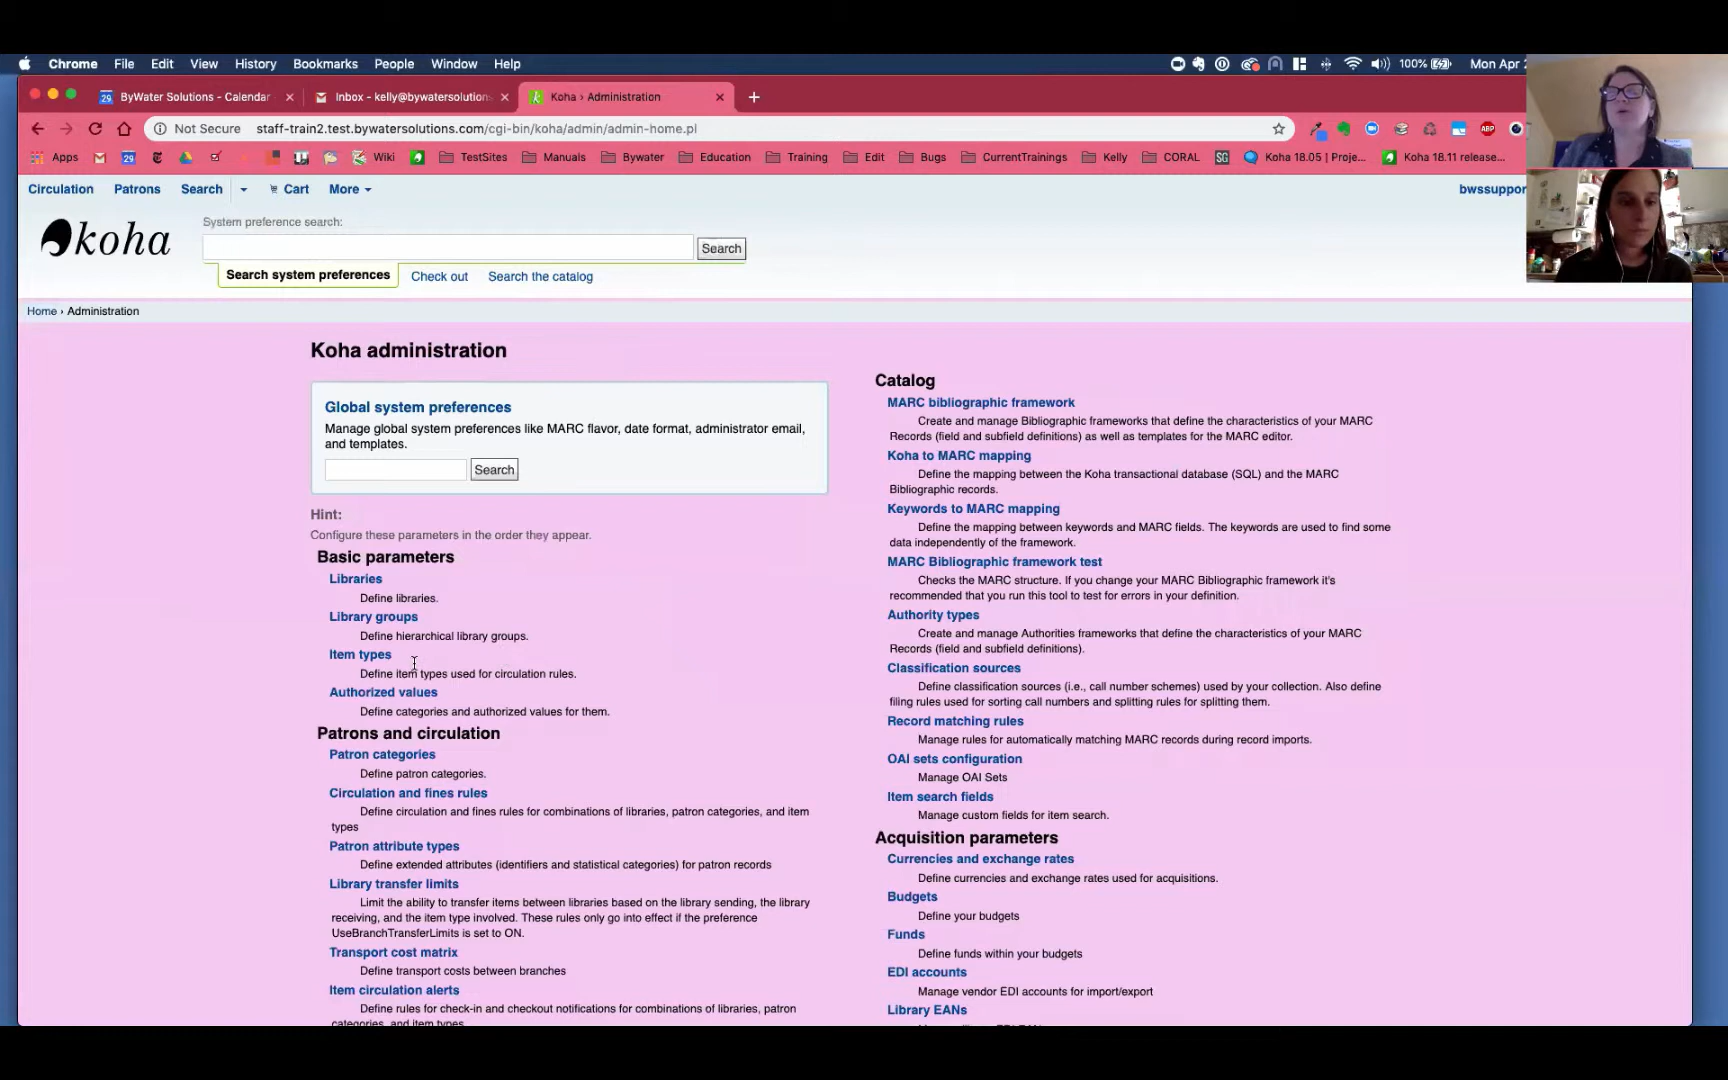 Chrome File Edit View History Bookmarks People Window Help 100% Mon Apr
29 ByWater Solutions - Calendar × Inbox - kelly@bywatersolution × Koha › Administration × +
Not Secure staff-train2.test.bywatersolutions.com/cgi-bin/koha/admin/admin-home.pl ABP
Apps 29 Wiki TestSites Manuals Bywater Education Training Edit Bugs CurrentTrainings Kelly CORAL SG Koha 18.05 | Proje... Koha 18.11 release...
Circulation Patrons Search Cart More bwssuppor
koha
System preference search:
Search
Search system preferences Check out Search the catalog
Home › Administration
Koha administration
Global system preferences
Manage global system preferences like MARC flavor, date format, administrator email,
and templates.
Search
Hint:
Configure these parameters in the order they appear.
Basic parameters
Libraries
Define libraries.
Library groups
Define hierarchical library groups.
Item types
Define item types used for circulation rules.
Authorized values
Define categories and authorized values for them.
Patrons and circulation
Patron categories
Define patron categories.
Circulation and fines rules
Define circulation and fines rules for combinations of libraries, patron categories, and item
types
Patron attribute types
Define extended attributes (identifiers and statistical categories) for patron records
Library transfer limits
Limit the ability to transfer items between libraries based on the library sending, the library
receiving, and the item type involved. These rules only go into effect if the preference
UseBranchTransferLimits is set to ON.
Transport cost matrix
Define transport costs between branches
Item circulation alerts
Define rules for check-in and checkout notifications for combinations of libraries, patron
categories, and item types
Catalog
MARC bibliographic framework
Create and manage Bibliographic frameworks that define the characteristics of your MARC
Records (field and subfield definitions) as well as templates for the MARC editor.
Koha to MARC mapping
Define the mapping between the Koha transactional database (SQL) and the MARC
Bibliographic records.
Keywords to MARC mapping
Define the mapping between keywords and MARC fields. The keywords are used to find some
data independently of the framework.
MARC Bibliographic framework test
Checks the MARC structure. If you change your MARC Bibliographic framework it's
recommended that you run this tool to test for errors in your definition.
Authority types
Create and manage Authorities frameworks that define the characteristics of your MARC
Records (field and subfield definitions).
Classification sources
Define classification sources (i.e., call number schemes) used by your collection. Also define
filing rules used for sorting call numbers and splitting rules for splitting them.
Record matching rules
Manage rules for automatically matching MARC records during record imports.
OAI sets configuration
Manage OAI Sets
Item search fields
Manage custom fields for item search.
Acquisition parameters
Currencies and exchange rates
Define currencies and exchange rates used for acquisitions.
Budgets
Define your budgets
Funds
Define funds within your budgets
EDI accounts
Manage vendor EDI accounts for import/export
Library EANs